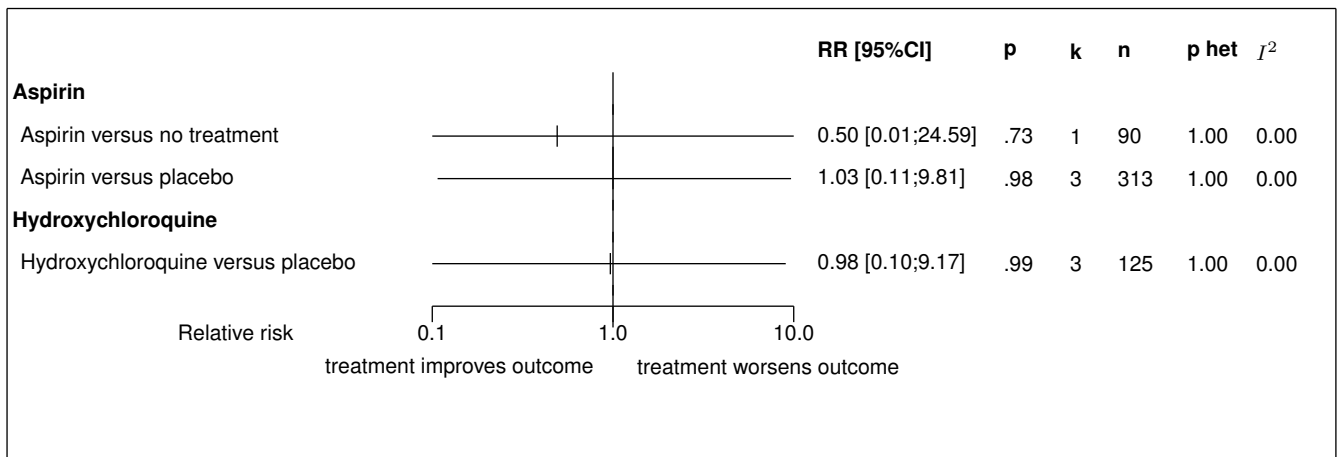 RR [95%CI] p k n p het I²
Aspirin
Aspirin versus no treatment 0.50 [0.01;24.59] .73 1 90 1.00 0.00
Aspirin versus placebo 1.03 [0.11;9.81] .98 3 313 1.00 0.00
Hydroxychloroquine
Hydroxychloroquine versus placebo 0.98 [0.10;9.17] .99 3 125 1.00 0.00
Relative risk 0.1 1.0 10.0
treatment improves outcome treatment worsens outcome